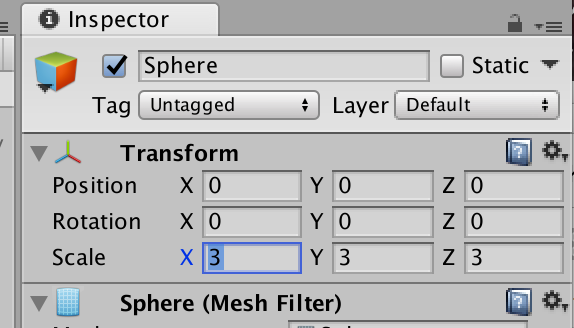 Inspector
Sphere Static
Tag Untagged Layer Default
Transform
Position X 0 Y 0 Z 0
Rotation X 0 Y 0 Z 0
Scale X 3 Y 3 Z 3
Sphere (Mesh Filter)